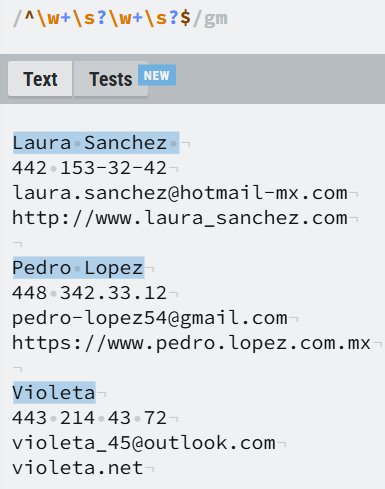 /^\w+\s?\w+\s?$/gm
Text Tests NEW
Laura Sanchez
442 153-32-42
laura.sanchez@hotmail-mx.com
http://www.laura_sanchez.com
Pedro Lopez
448 342.33.12
pedro-lopez54@gmail.com
https://www.pedro.lopez.com.mx
Violeta
443 214 43 72
violeta_45@outlook.com
violeta.net